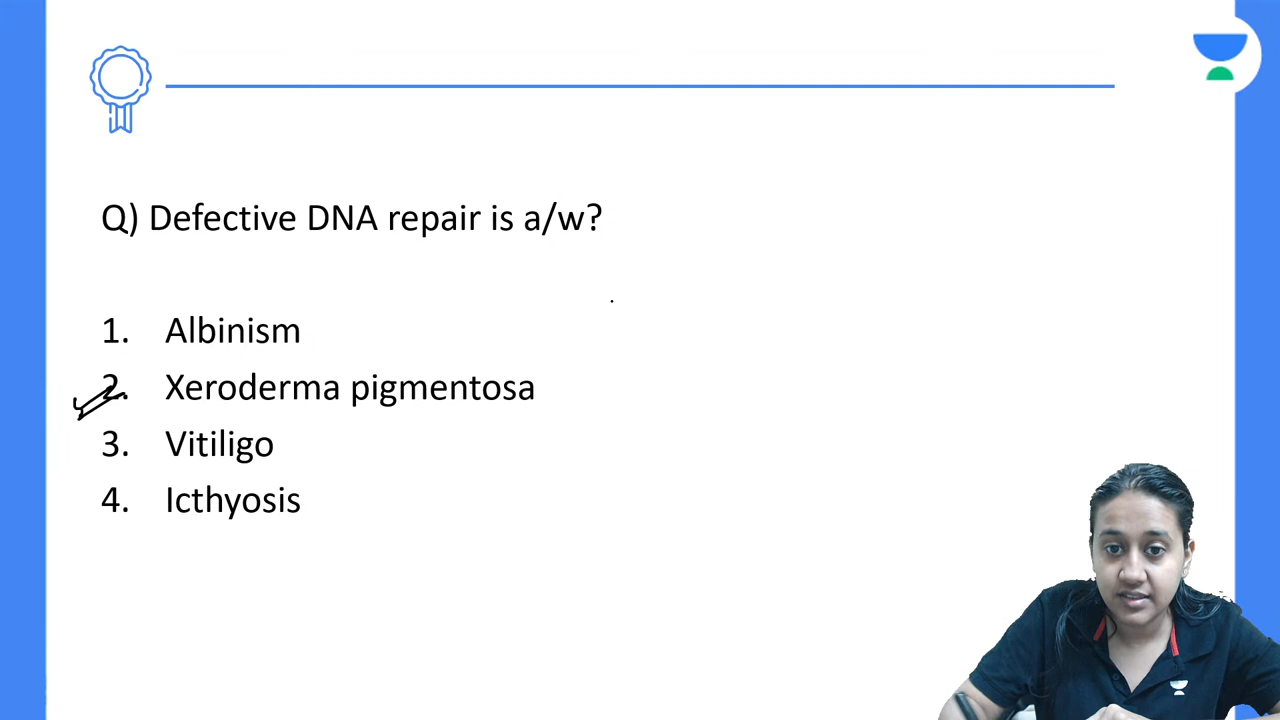 Q) Defective DNA repair is a/w?
1. Albinism
2. Xeroderma pigmentosa
3. Vitiligo
4. Icthyosis